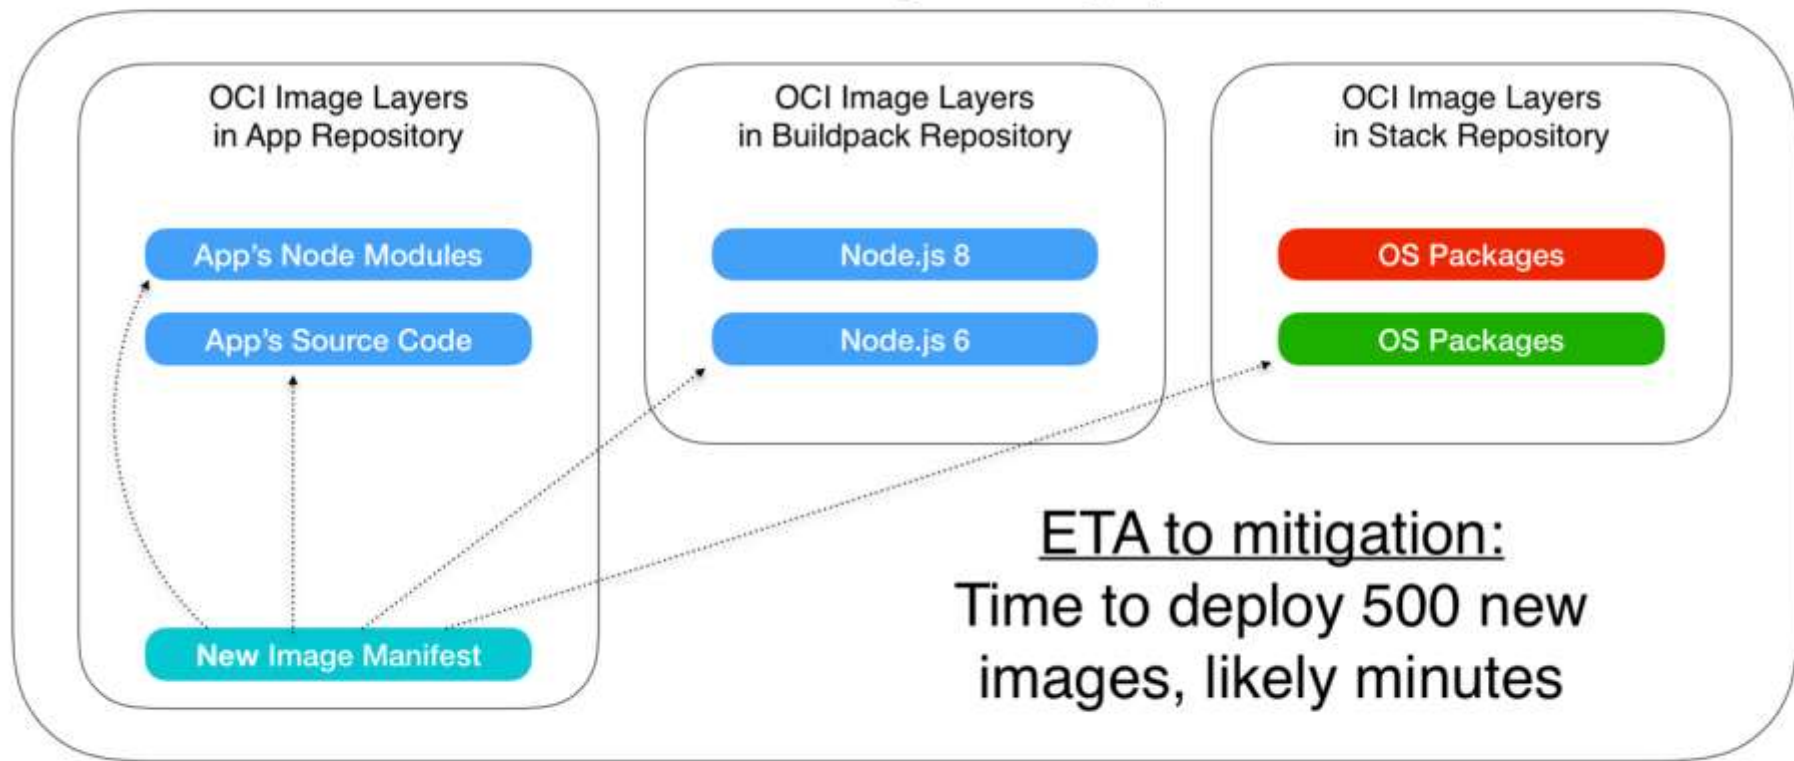 OCI Image Layers
in App Repository
App's Node Modules
App's Source Code
New Image Manifest
OCI Image Layers
in Buildpack Repository
Node.js 8
Node.js 6
OCI Image Layers
in Stack Repository
OS Packages
OS Packages
ETA to mitigation:
Time to deploy 500 new
images, likely minutes